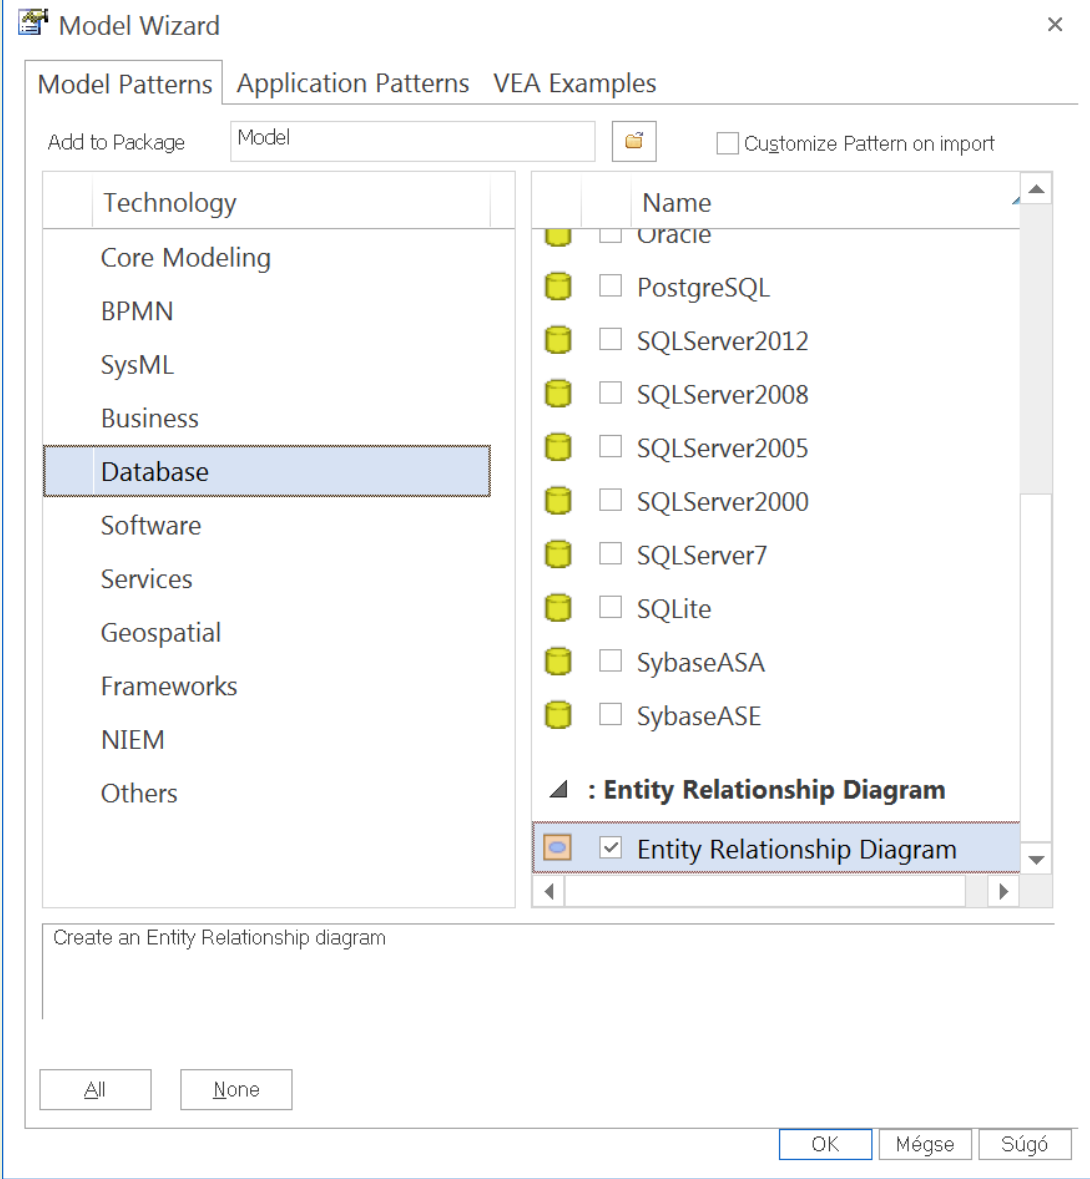 Model Wizard
Model Patterns Application Patterns VEA Examples
Add to Package Model Customize Pattern on import
Technology
Core Modeling
BPMN
SysML
Business
Database
Software
Services
Geospatial
Frameworks
NIEM
Others
Name
Oracle
PostgreSQL
SQLServer2012
SQLServer2008
SQLServer2005
SQLServer2000
SQLServer7
SQLite
SybaseASA
SybaseASE
: Entity Relationship Diagram
Entity Relationship Diagram
Create an Entity Relationship diagram
All None
OK Mégse Súgó